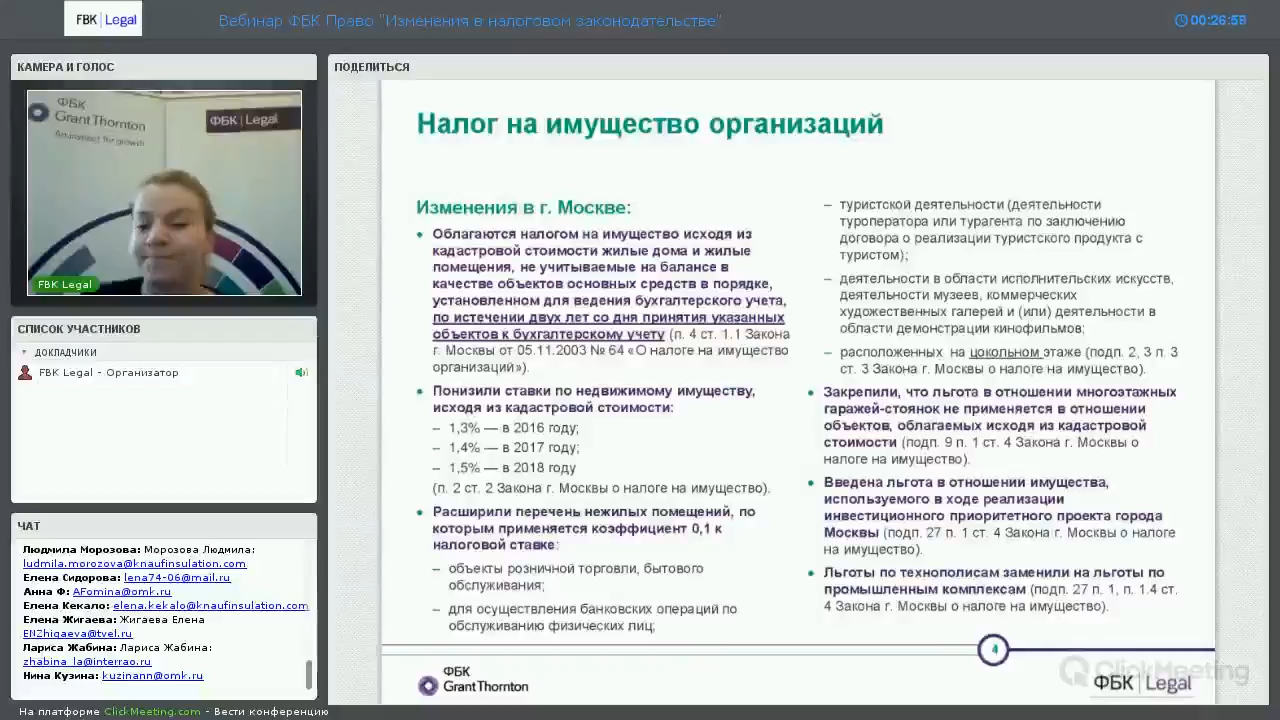 FBK Legal
Вебинар ФБК Право "Изменения в налоговом законодательстве"
00:26:59
КАМЕРА И ГОЛОС
ФБК
Grant Thornton
An instinct for growth
ФБК Legal
FBK Legal
СПИСОК УЧАСТНИКОВ
ДОКЛАДЧИКИ
FBK Legal - Организатор
ЧАТ
Людмила Морозова: Морозова Людмила:
ludmila.morozova@knaufinsulation.com
Елена Сидорова: lena74-06@mail.ru
Анна Ф: AFomina@omk.ru
Елена Кекало: elena.kekalo@knaufinsulation.com
Елена Жигаева: Жигаева Елена
ENZhigaeva@tvel.ru
Лариса Жабина: Лариса Жабина:
zhabina_la@interrao.ru
Нина Кузина: kuzinann@omk.ru
На платформе ClickMeeting.com - Вести конференцию
ПОДЕЛИТЬСЯ
Налог на имущество организаций
Изменения в г. Москве:
• Облагаются налогом на имущество исходя из
кадастровой стоимости жилые дома и жилые
помещения, не учитываемые на балансе в
качестве объектов основных средств в порядке,
установленном для ведения бухгалтерского учета,
по истечении двух лет со дня принятия указанных
объектов к бухгалтерскому учету (п. 4 ст. 1.1 Закона
г. Москвы от 05.11.2003 № 64 «О налоге на имущество
организаций»).
• Понизили ставки по недвижимому имуществу,
исходя из кадастровой стоимости:
– 1,3% — в 2016 году;
– 1,4% — в 2017 году;
– 1,5% — в 2018 году
(п. 2 ст. 2 Закона г. Москвы о налоге на имущество).
• Расширили перечень нежилых помещений, по
которым применяется коэффициент 0,1 к
налоговой ставке:
– объекты розничной торговли, бытового
обслуживания;
– для осуществления банковских операций по
обслуживанию физических лиц;
– туристской деятельности (деятельности
туроператора или турагента по заключению
договора о реализации туристского продукта с
туристом);
– деятельности в области исполнительских искусств,
деятельности музеев, коммерческих
художественных галерей и (или) деятельности в
области демонстрации кинофильмов;
– расположенных на цокольном этаже (подп. 2, 3 п. 3
ст. 3 Закона г. Москвы о налоге на имущество).
• Закрепили, что льгота в отношении многоэтажных
гаражей-стоянок не применяется в отношении
объектов, облагаемых исходя из кадастровой
стоимости (подп. 9 п. 1 ст. 4 Закона г. Москвы о
налоге на имущество).
• Введена льгота в отношении имущества,
используемого в ходе реализации
инвестиционного приоритетного проекта города
Москвы (подп. 27 п. 1 ст. 4 Закона г. Москвы о налоге
на имущество).
• Льготы по технополисам заменили на льготы по
промышленным комплексам (подп. 27 п. 1, п. 1.4 ст.
4 Закона г. Москвы о налоге на имущество).
4
ФБК
Grant Thornton
ClickMeeting
ФБК Legal